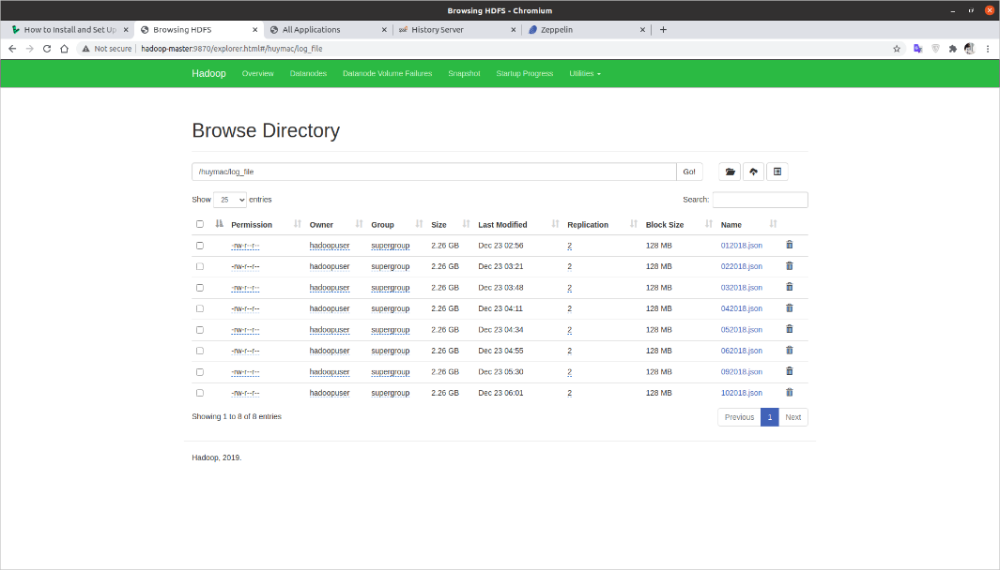 Browsing HDFS - Chromium
How to Install and Set Up
Browsing HDFS
All Applications
History Server
Zeppelin
Not secure | hadoop-master:9870/explorer.html#/huymac/log_file
Hadoop Overview Datanodes Datanode Volume Failures Snapshot Startup Progress Utilities
Browse Directory
/huymac/log_file Go!
Show 25 entries Search:
Permission Owner Group Size Last Modified Replication Block Size Name
-rw-r--r-- hadoopuser supergroup 2.26 GB Dec 23 02:56 2 128 MB 012018.json
-rw-r--r-- hadoopuser supergroup 2.26 GB Dec 23 03:21 2 128 MB 022018.json
-rw-r--r-- hadoopuser supergroup 2.26 GB Dec 23 03:48 2 128 MB 032018.json
-rw-r--r-- hadoopuser supergroup 2.26 GB Dec 23 04:11 2 128 MB 042018.json
-rw-r--r-- hadoopuser supergroup 2.26 GB Dec 23 04:34 2 128 MB 052018.json
-rw-r--r-- hadoopuser supergroup 2.26 GB Dec 23 04:55 2 128 MB 062018.json
-rw-r--r-- hadoopuser supergroup 2.26 GB Dec 23 05:30 2 128 MB 092018.json
-rw-r--r-- hadoopuser supergroup 2.26 GB Dec 23 06:01 2 128 MB 102018.json
Showing 1 to 8 of 8 entries Previous 1 Next
Hadoop, 2019.